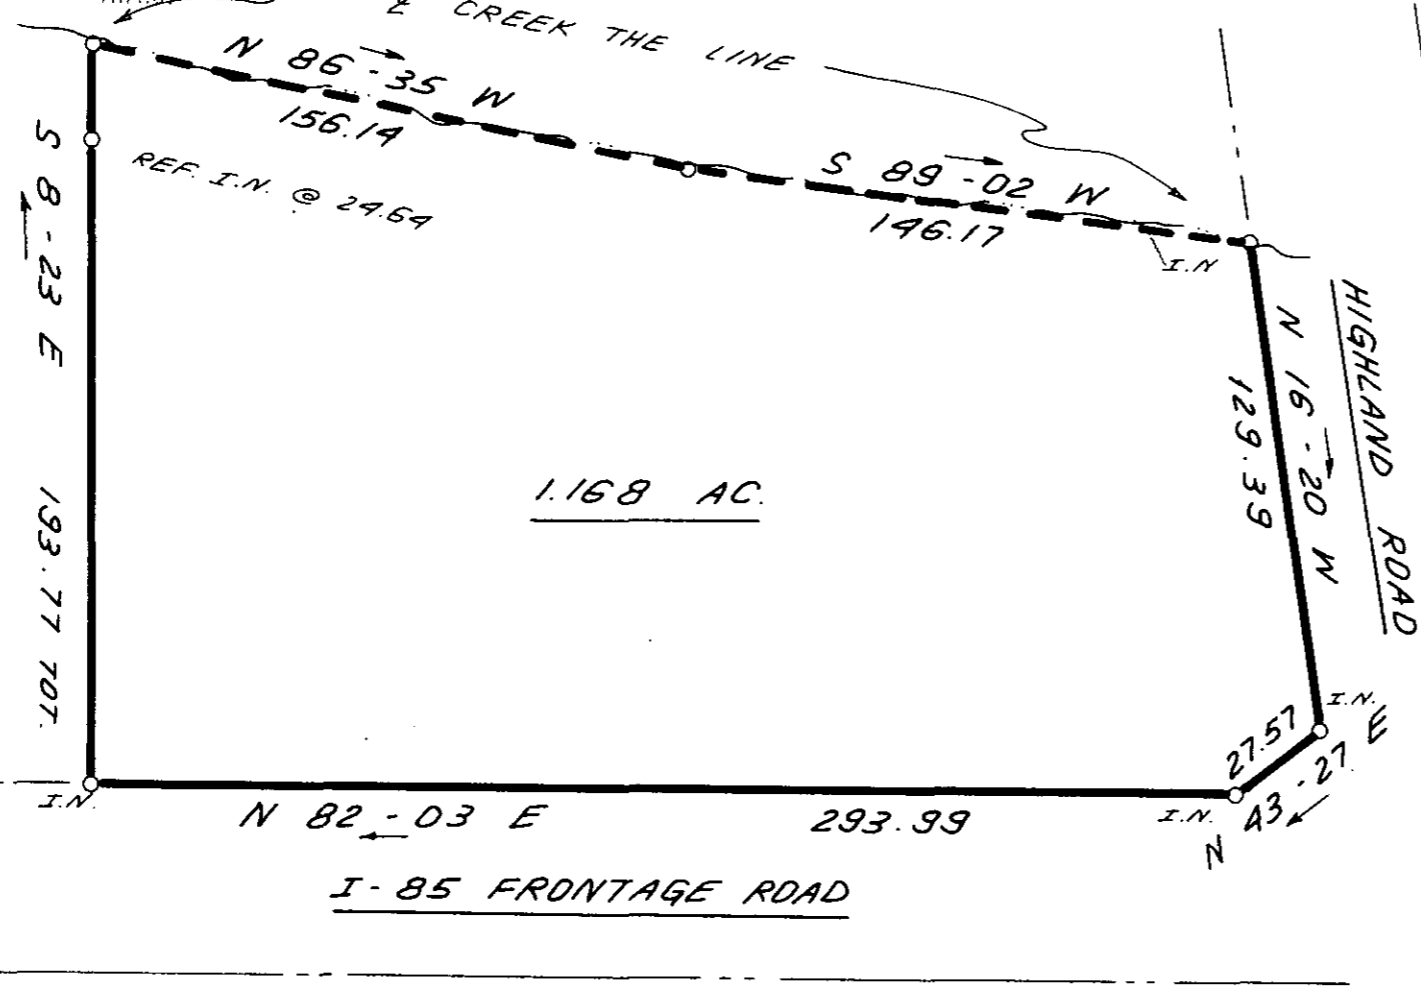 ℄ CREEK THE LINE
N 86-35 W
156.14
S 89-02 W
146.17
REF. I.N. @ 24.64
I.N
S 8-23 E 193.77 TOT.
HIGHLAND ROAD
N 16-20 W
129.39
1.168 AC.
I.N.
27.57
N 43-27 E
I.N.
I.N.
N 82-03 E 293.99
I-85 FRONTAGE ROAD